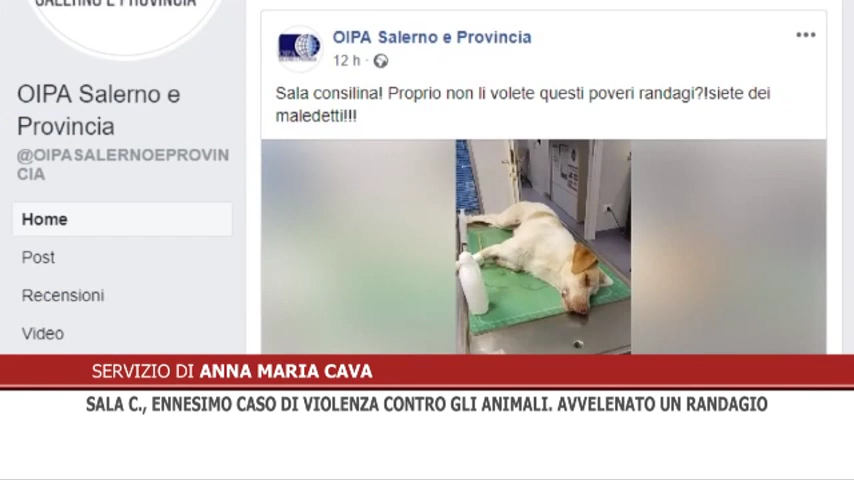 SALERNO E PROVINCIA
OIPA Salerno e
Provincia
@OIPASALERNOEPROVIN
CIA
Home
Post
Recensioni
Video
OIPA Salerno e Provincia
12 h ·
Sala consilina! Proprio non li volete questi poveri randagi?!siete dei
maledetti!!!
SERVIZIO DI ANNA MARIA CAVA
SALA C., ENNESIMO CASO DI VIOLENZA CONTRO GLI ANIMALI. AVVELENATO UN RANDAGIO